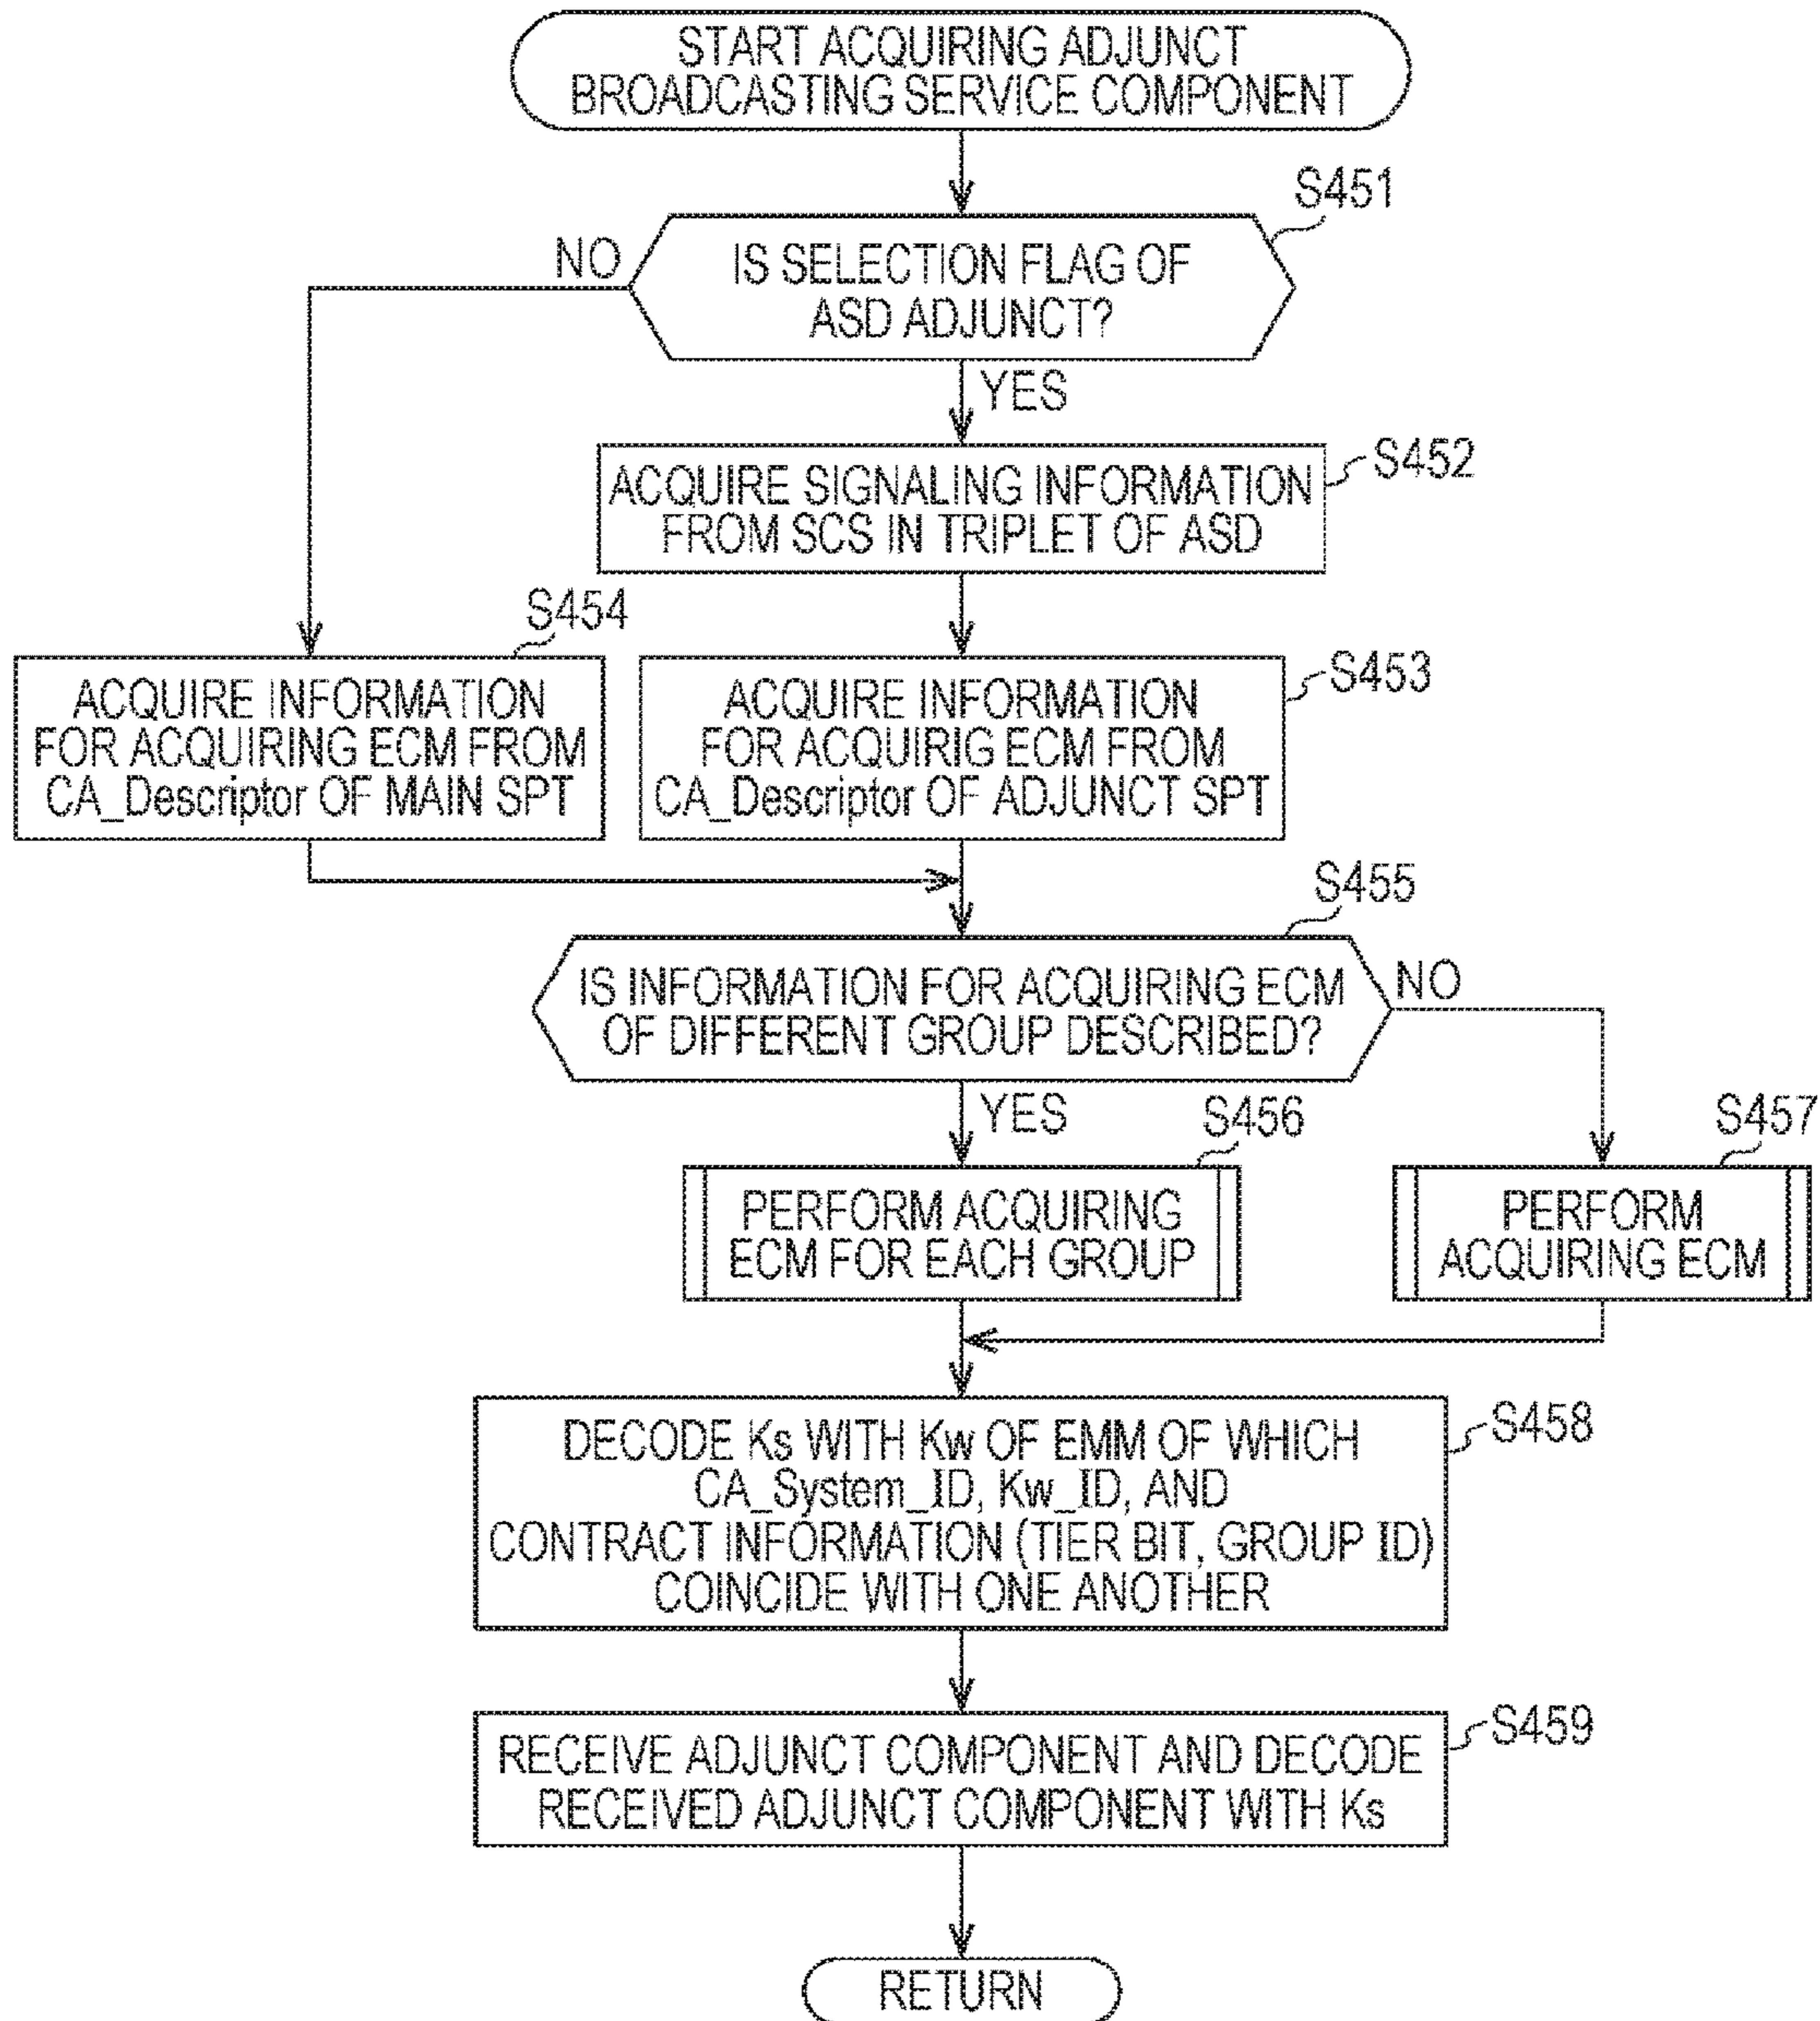 START ACQUIRING ADJUNCT
BROADCASTING SERVICE COMPONENT
S451
NO
IS SELECTION FLAG OF
ASD ADJUNCT?
YES
S452
ACQUIRE SIGNALING INFORMATION
FROM SCS IN TRIPLET OF ASD
S454
ACQUIRE INFORMATION
FOR ACQUIRING ECM FROM
CA_Descriptor OF MAIN SPT
S453
ACQUIRE INFORMATION
FOR ACQUIRIG ECM FROM
CA_Descriptor OF ADJUNCT SPT
S455
IS INFORMATION FOR ACQUIRING ECM
OF DIFFERENT GROUP DESCRIBED?
NO
YES
S456
PERFORM ACQUIRING
ECM FOR EACH GROUP
S457
PERFORM
ACQUIRING ECM
S458
DECODE Ks WITH Kw OF EMM OF WHICH
CA_System_ID, Kw_ID, AND
CONTRACT INFORMATION (TIER BIT, GROUP ID)
COINCIDE WITH ONE ANOTHER
S459
RECEIVE ADJUNCT COMPONENT AND DECODE
RECEIVED ADJUNCT COMPONENT WITH Ks
RETURN